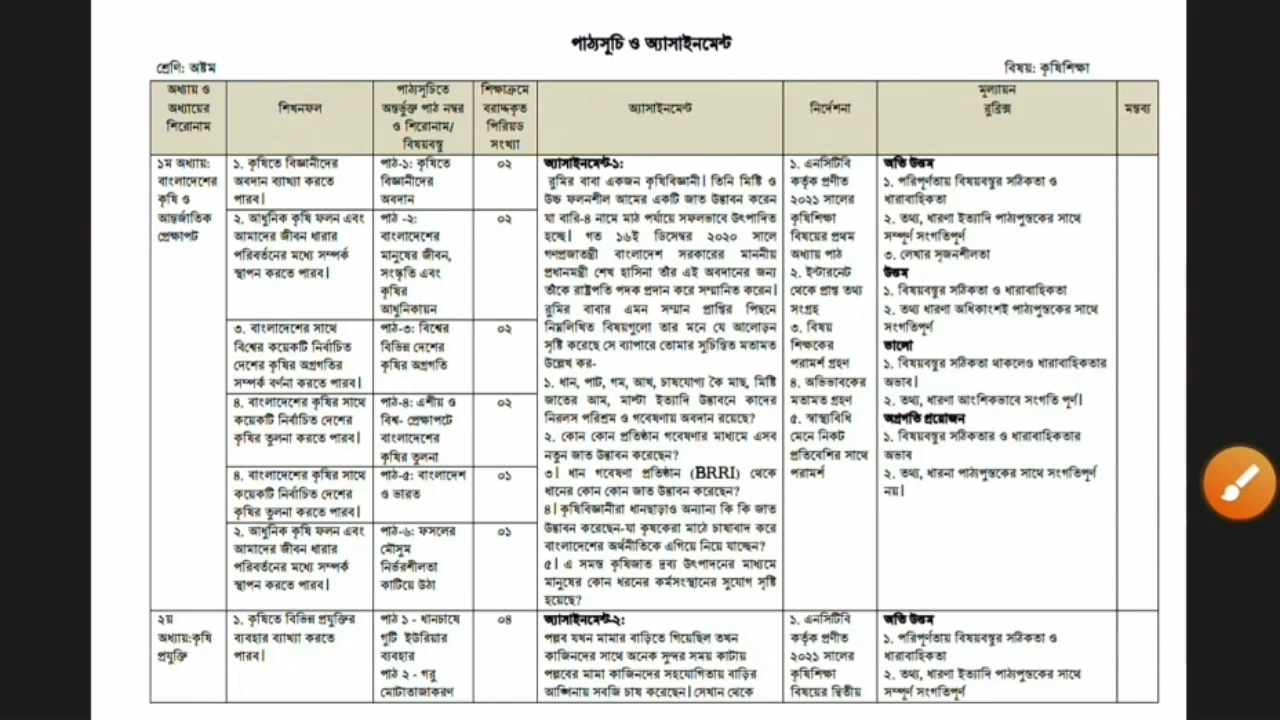 পাঠ্যসূচি ও অ্যাসাইনমেন্ট
শ্রেণি: অষ্টম
বিষয়: কৃষিশিক্ষা
অধ্যায় ও
অধ্যায়ের
শিরোনাম
শিখনফল
পাঠ্যসূচিতে
অন্তর্ভুক্ত পাঠ নম্বর
ও শিরোনাম/
বিষয়বস্তু
শিক্ষাক্রমে
বরাদ্দকৃত
পিরিয়ড
সংখ্যা
অ্যাসাইনমেন্ট
নির্দেশনা
মূল্যায়ন
রুব্রিক্স
মন্তব্য
১ম অধ্যায়:
বাংলাদেশের
কৃষি ও
আন্তর্জাতিক
প্রেক্ষাপট
১. কৃষিতে বিজ্ঞানীদের
অবদান ব্যাখ্যা করতে
পারব।
পাঠ-১: কৃষিতে
বিজ্ঞানীদের
অবদান
০২
২. আধুনিক কৃষি ফলন এবং
আমাদের জীবন ধারার
পরিবর্তনের মধ্যে সম্পর্ক
স্থাপন করতে পারব।
পাঠ -২:
বাংলাদেশের
মানুষের জীবন,
সংস্কৃতি এবং
কৃষির
আধুনিকায়ন
০২
৩. বাংলাদেশের সাথে
বিশ্বের কয়েকটি নির্বাচিত
দেশের কৃষির অগ্রগতির
সম্পর্ক বর্ণনা করতে পারব।
পাঠ-৩: বিশ্বের
বিভিন্ন দেশের
কৃষির অগ্রগতি
০২
৪. বাংলাদেশের কৃষির সাথে
কয়েকটি নির্বাচিত দেশের
কৃষির তুলনা করতে পারব।
পাঠ-৪: এশীয় ও
বিশ্ব- প্রেক্ষাপটে
বাংলাদেশের
কৃষির তুলনা
০২
৪. বাংলাদেশের কৃষির সাথে
কয়েকটি নির্বাচিত দেশের
কৃষির তুলনা করতে পারব।
পাঠ-৫: বাংলাদেশ
ও ভারত
০১
২. আধুনিক কৃষি ফলন এবং
আমাদের জীবন ধারার
পরিবর্তনের মধ্যে সম্পর্ক
স্থাপন করতে পারব।
পাঠ-৬: ফসলের
মৌসুম
নির্ভরশীলতা
কাটিয়ে উঠা
০১
অ্যাসাইনমেন্ট-১:
রুমির বাবা একজন কৃষিবিজ্ঞানী। তিনি মিষ্টি ও
উচ্চ ফলনশীল আমের একটি জাত উদ্ভাবন করেন
যা বারি-৪ নামে মাঠ পর্যায়ে সফলভাবে উৎপাদিত
হচ্ছে। গত ১৬ই ডিসেম্বর ২০২০ সালে
গণপ্রজাতন্ত্রী বাংলাদেশ সরকারের মাননীয়
প্রধানমন্ত্রী শেখ হাসিনা তাঁর এই অবদানের জন্য
তাঁকে রাষ্ট্রপতি পদক প্রদান করে সম্মানিত করেন।
রুমির বাবার এমন সম্মান প্রাপ্তির পিছনে
নিম্নলিখিত বিষয়গুলো তার মনে যে আলোড়ন
সৃষ্টি করেছে সে ব্যাপারে তোমার সুচিন্তিত মতামত
উল্লেখ কর-
১. ধান, পাট, গম, আখ, চাষযোগ্য কৈ মাছ, মিষ্টি
জাতের আম, মাল্টা ইত্যাদি উদ্ভাবনে কাদের
নিরলস পরিশ্রম ও গবেষণায় অবদান রয়েছে?
২. কোন কোন প্রতিষ্ঠান গবেষণার মাধ্যমে এসব
নতুন জাত উদ্ভাবন করেছেন?
৩। ধান গবেষণা প্রতিষ্ঠান (BRRI) থেকে
ধানের কোন কোন জাত উদ্ভাবন করেছেন?
৪। কৃষিবিজ্ঞানীরা ধানছাড়াও অন্যান্য কি কি জাত
উদ্ভাবন করেছেন-যা কৃষকেরা মাঠে চাষাবাদ করে
বাংলাদেশের অর্থনীতিকে এগিয়ে নিয়ে যাচ্ছেন?
৫। এ সমস্ত কৃষিজাত দ্রব্য উৎপাদনের মাধ্যমে
মানুষের কোন ধরনের কর্মসংস্থানের সুযোগ সৃষ্টি
হয়েছে?
১. এনসিটিবি
কর্তৃক প্রণীত
২০২১ সালের
কৃষিশিক্ষা
বিষয়ের প্রথম
অধ্যায় পাঠ
২. ইন্টারনেট
থেকে প্রাপ্ত তথ্য
সংগ্রহ
৩. বিষয়
শিক্ষকের
পরামর্শ গ্রহণ
৪. অভিভাবকের
মতামত গ্রহণ
৫. স্বাস্থ্যবিধি
মেনে নিকট
প্রতিবেশির সাথে
পরামর্শ
অতি উত্তম
১. পরিপূর্ণতায় বিষয়বস্তুর সঠিকতা ও
ধারাবাহিকতা
২. তথ্য, ধারণা ইত্যাদি পাঠ্যপুস্তকের সাথে
সম্পূর্ণ সংগতিপূর্ণ
৩. লেখার সৃজনশীলতা
উত্তম
১. বিষয়বস্তুর সঠিকতা ও ধারাবাহিকতা
২. তথ্য ধারণা অধিকাংশই পাঠ্যপুস্তকের সাথে
সংগতিপূর্ণ
ভালো
১. বিষয়বস্তুর সঠিকতা থাকলেও ধারাবাহিকতার
অভাব।
২. তথ্য, ধারণা আংশিকভাবে সংগতি পূর্ণ।
অগ্রগতি প্রয়োজন
১. বিষয়বস্তুর সঠিকতার ও ধারাবাহিকতার
অভাব
২. তথ্য, ধারনা পাঠ্যপুস্তকের সাথে সংগতিপূর্ণ
নয়।
২য়
অধ্যায়:কৃষি
প্রযুক্তি
১. কৃষিতে বিভিন্ন প্রযুক্তির
ব্যবহার ব্যাখ্যা করতে
পারব।
পাঠ ১ - ধানচাষে
গুটি ইউরিয়ার
ব্যবহার
পাঠ ২ - গরু
মোটাতাজাকরণ
০৪
অ্যাসাইনমেন্ট-২:
পল্লব যখন মামার বাড়িতে গিয়েছিল তখন
কাজিনদের সাথে অনেক সুন্দর সময় কাটায়
পল্লবের মামা কাজিনদের সহযোগিতায় বাড়ির
আঙ্গিনায় সবজি চাষ করেছেন। সেখান থেকে
১. এনসিটিবি
কর্তৃক প্রণীত
২০২১ সালের
কৃষিশিক্ষা
বিষয়ের দ্বিতীয়
অতি উত্তম
১. পরিপূর্ণতায় বিষয়বস্তুর সঠিকতা ও
ধারাবাহিকতা
২. তথ্য, ধারণা ইত্যাদি পাঠ্যপুস্তকের সাথে
সম্পূর্ণ সংগতিপূর্ণ